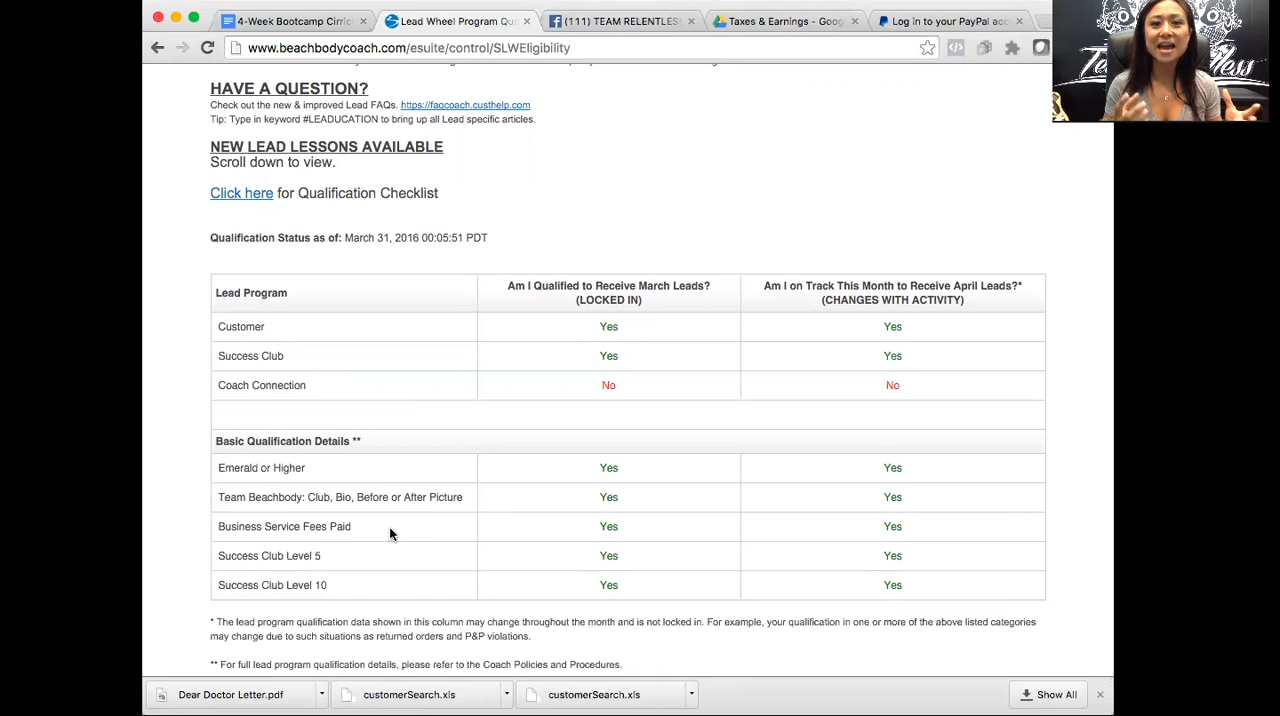 4-Week Bootcamp Cirric
Lead Wheel Program Qu
(111) TEAM RELENTLES
Taxes & Earnings - Goog
Log in to your PayPal acc
www.beachbodycoach.com/esuite/control/SLWEligibility
HAVE A QUESTION?
Check out the new & improved Lead FAQs. https://faqcoach.custhelp.com
Tip: Type in keyword #LEADUCATION to bring up all Lead specific articles.
NEW LEAD LESSONS AVAILABLE
Scroll down to view.
Click here for Qualification Checklist
Qualification Status as of: March 31, 2016 00:05:51 PDT
Lead Program
Am I Qualified to Receive March Leads?
(LOCKED IN)
Am I on Track This Month to Receive April Leads?*
(CHANGES WITH ACTIVITY)
Customer Yes Yes
Success Club Yes Yes
Coach Connection No No
Basic Qualification Details **
Emerald or Higher Yes Yes
Team Beachbody: Club, Bio, Before or After Picture Yes Yes
Business Service Fees Paid Yes Yes
Success Club Level 5 Yes Yes
Success Club Level 10 Yes Yes
* The lead program qualification data shown in this column may change throughout the month and is not locked in. For example, your qualification in one or more of the above listed categories
may change due to such situations as returned orders and P&P violations.
** For full lead program qualification details, please refer to the Coach Policies and Procedures.
Dear Doctor Letter.pdf
customerSearch.xls
customerSearch.xls
Show All